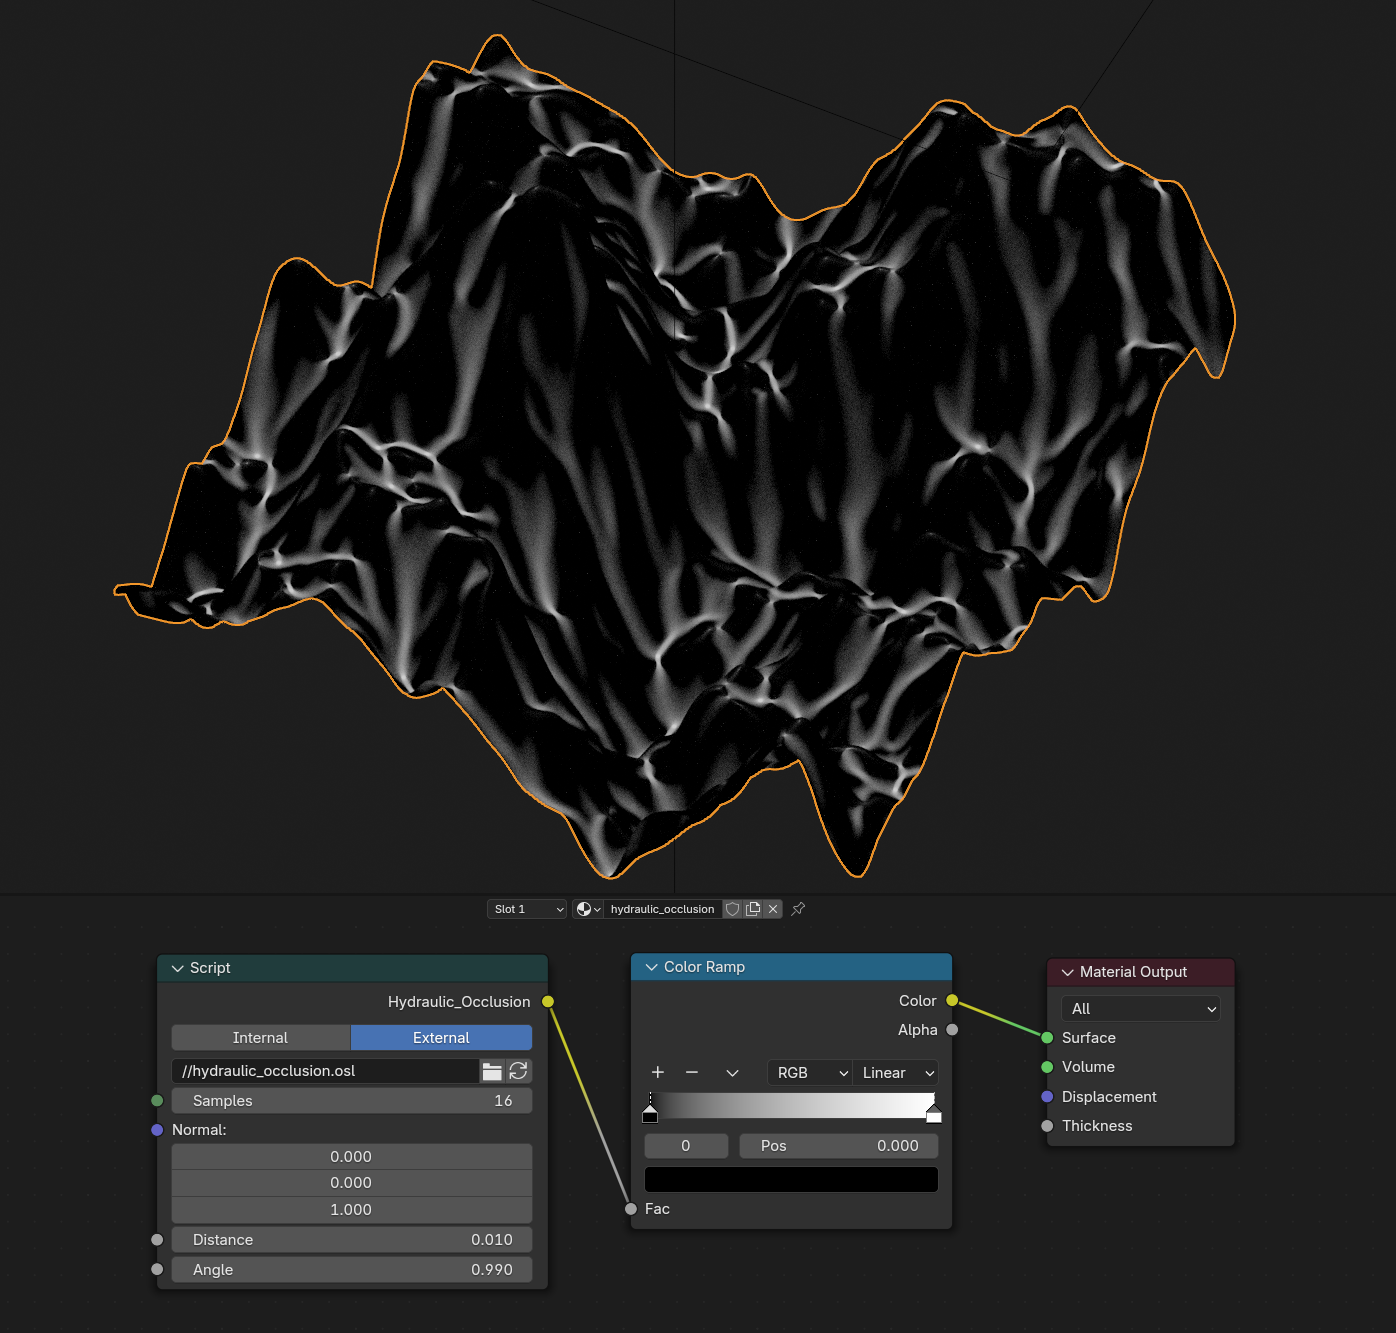 Slot 1
hydraulic_occlusion
Script
Hydraulic_Occlusion
Internal
External
//hydraulic_occlusion.osl
Samples 16
Normal:
0.000
0.000
1.000
Distance 0.010
Angle 0.990
Color Ramp
Color
Alpha
RGB
Linear
0
Pos 0.000
Fac
Material Output
All
Surface
Volume
Displacement
Thickness